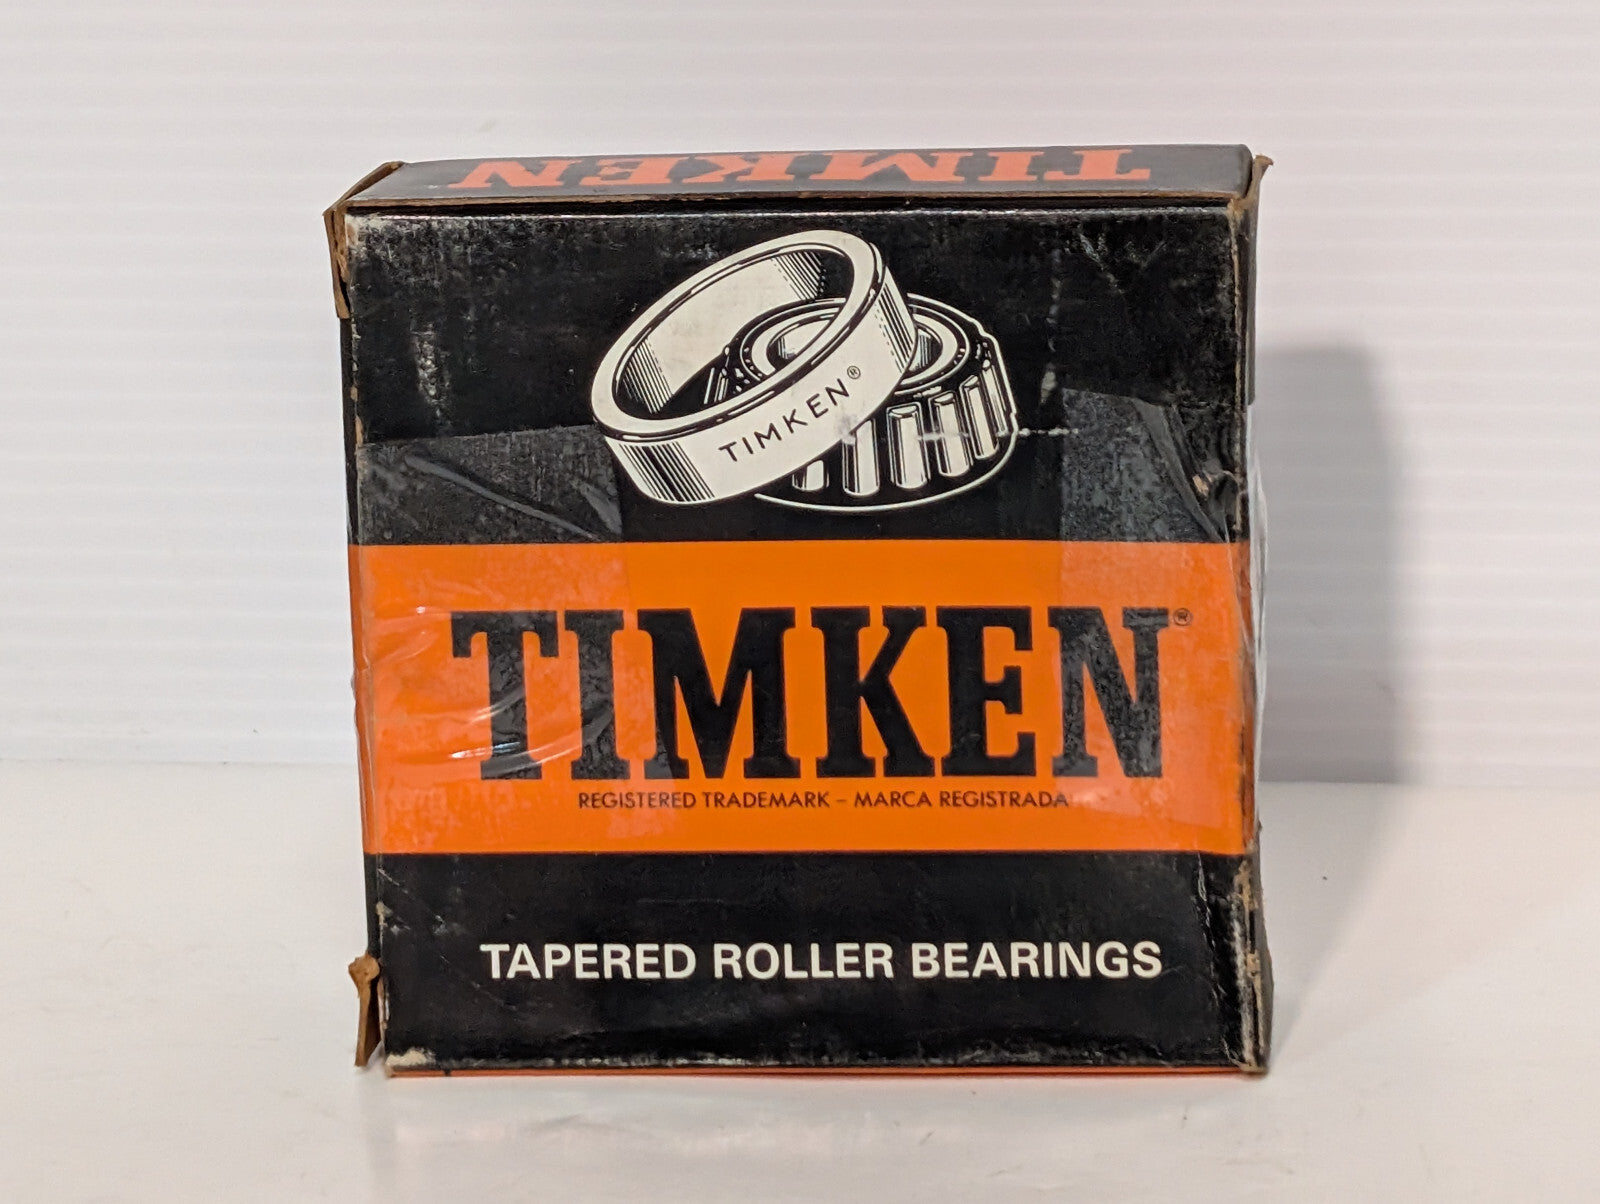 TIMKEN
TIMKEN®
TIMKEN®
REGISTERED TRADEMARK – MARCA REGISTRADA
TAPERED ROLLER BEARINGS